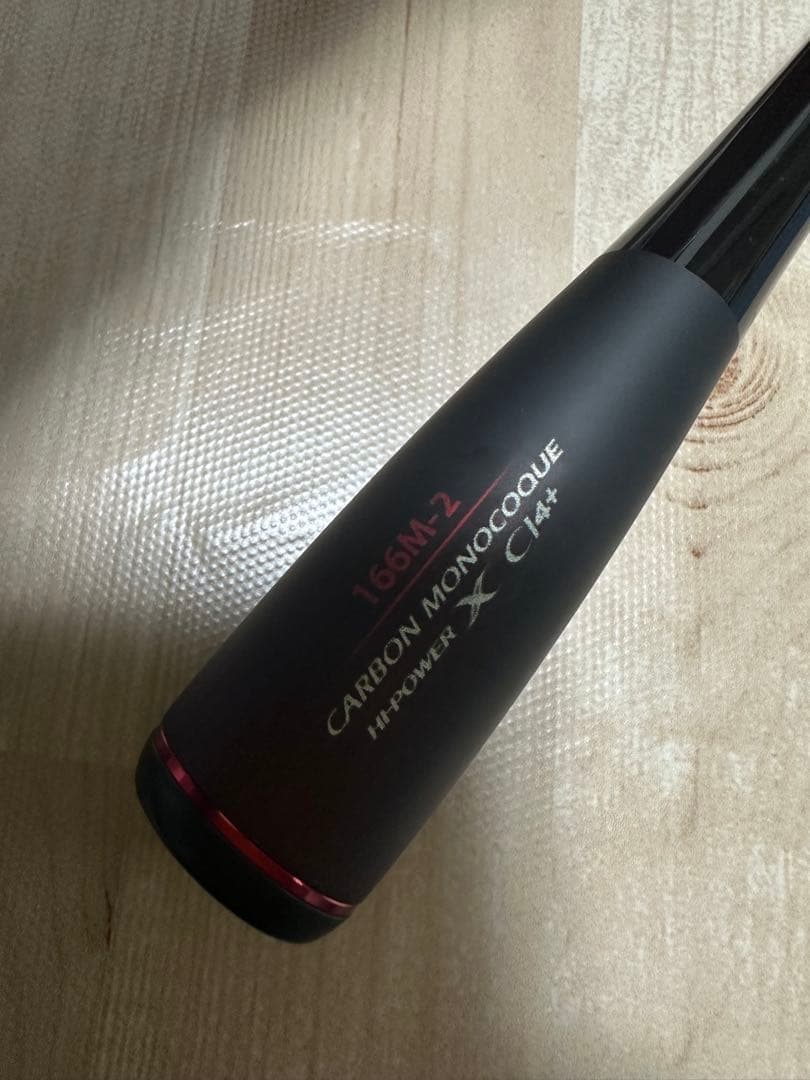 166M-2
CARBON MONOCOQUE
HI-POWER X CI4+